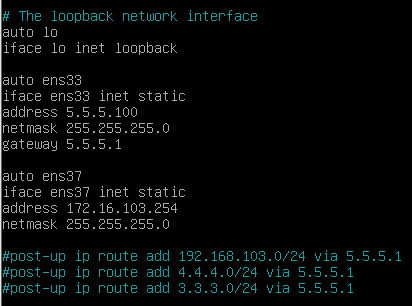 # The loopback network interface
auto lo
iface lo inet loopback
auto ens33
iface ens33 inet static
address 5.5.5.100
netmask 255.255.255.0
gateway 5.5.5.1
auto ens37
iface ens37 inet static
address 172.16.103.254
netmask 255.255.255.0
#post-up ip route add 192.168.103.0/24 via 5.5.5.1
#post-up ip route add 4.4.4.0/24 via 5.5.5.1
#post-up ip route add 3.3.3.0/24 via 5.5.5.1